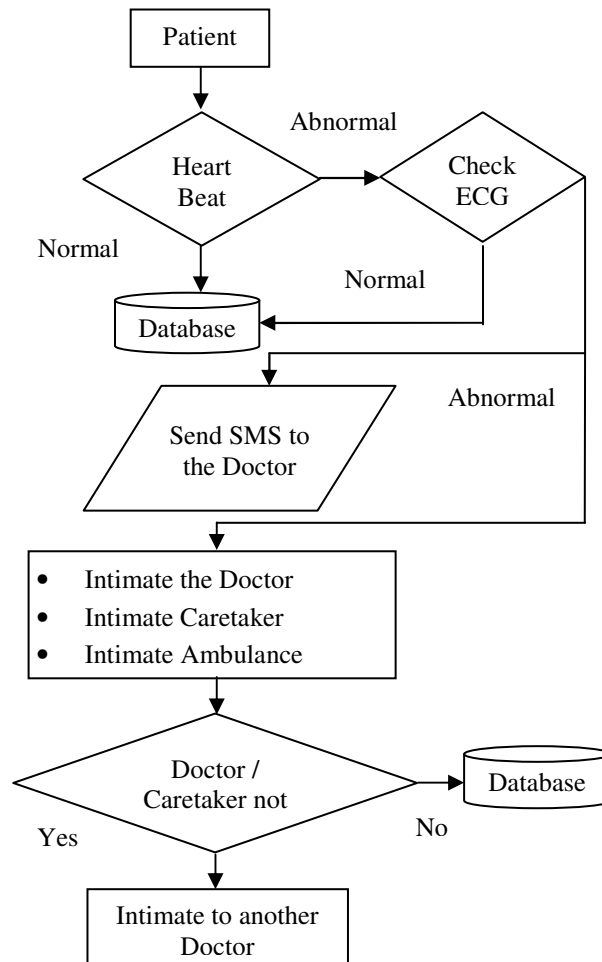 Patient
Abnormal
Heart
Beat
Check
ECG
Normal
Normal
Database
Abnormal
Send SMS to
the Doctor
• Intimate the Doctor
• Intimate Caretaker
• Intimate Ambulance
Doctor /
Caretaker not
Database
Yes
No
Intimate to another
Doctor